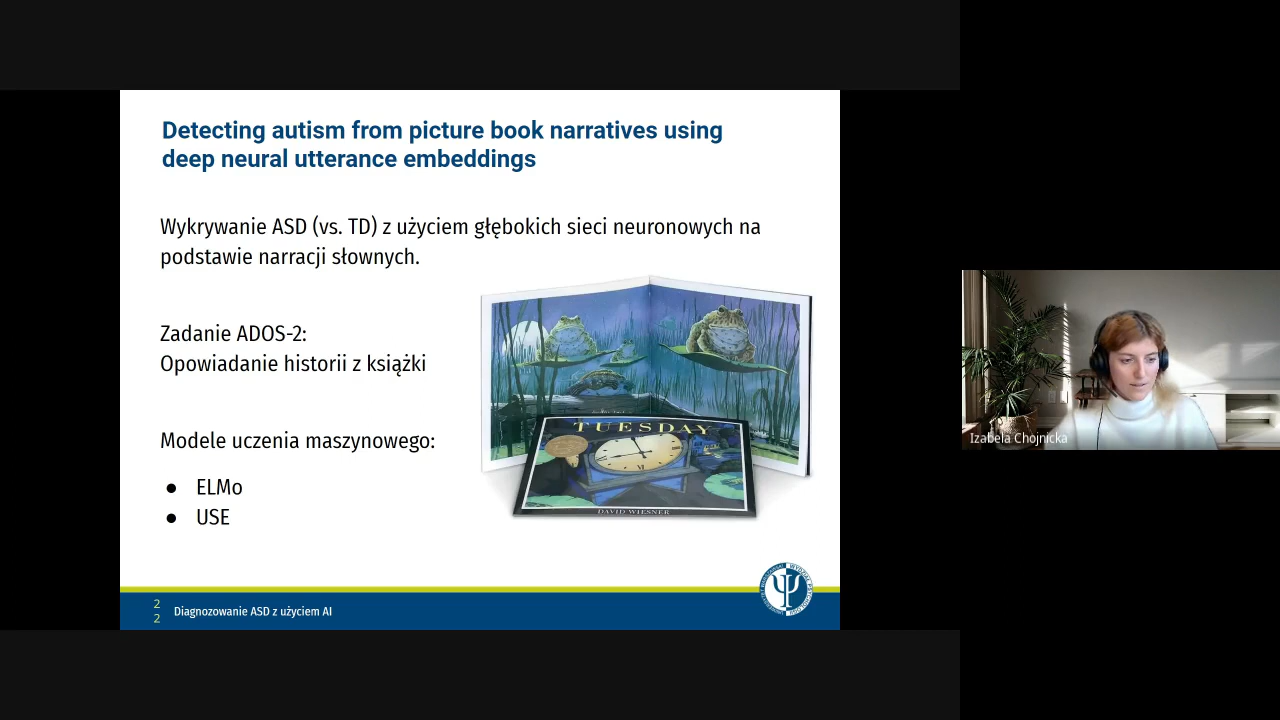 Detecting autism from picture book narratives using
deep neural utterance embeddings
Wykrywanie ASD (vs. TD) z użyciem głębokich sieci neuronowych na
podstawie narracji słownych.
Zadanie ADOS-2:
Opowiadanie historii z książki
Modele uczenia maszynowego:
● ELMo
● USE
TUESDAY
DAVID WIESNER
2
2
Diagnozowanie ASD z użyciem AI
Izabela Chojnicka